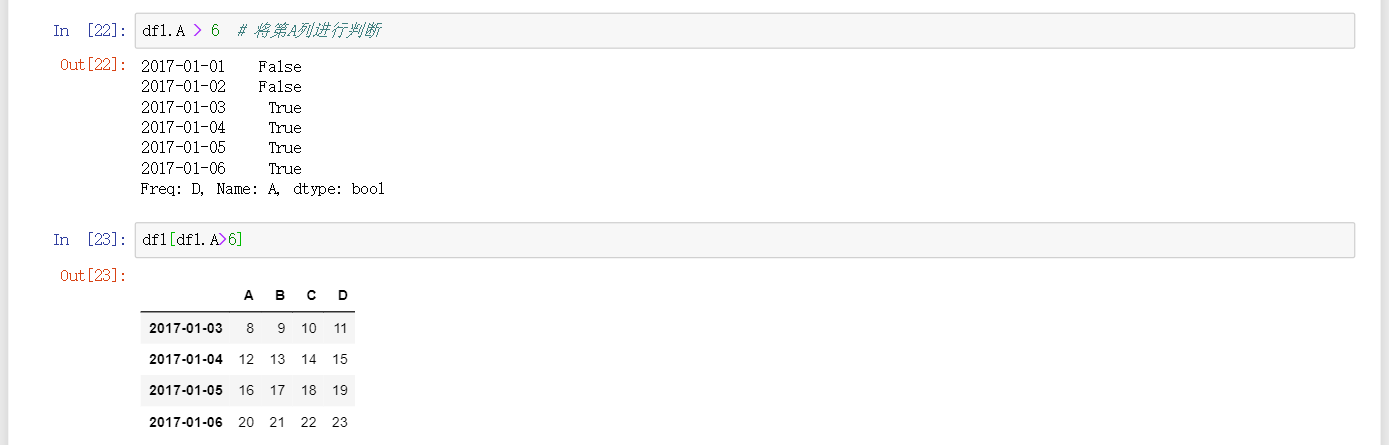 In [22]: df1.A > 6 # 将第A列进行判断
Out[22]: 2017-01-01 False
2017-01-02 False
2017-01-03 True
2017-01-04 True
2017-01-05 True
2017-01-06 True
Freq: D, Name: A, dtype: bool
In [23]: df1[df1.A>6]
Out[23]:
A B C D
2017-01-03 8 9 10 11
2017-01-04 12 13 14 15
2017-01-05 16 17 18 19
2017-01-06 20 21 22 23